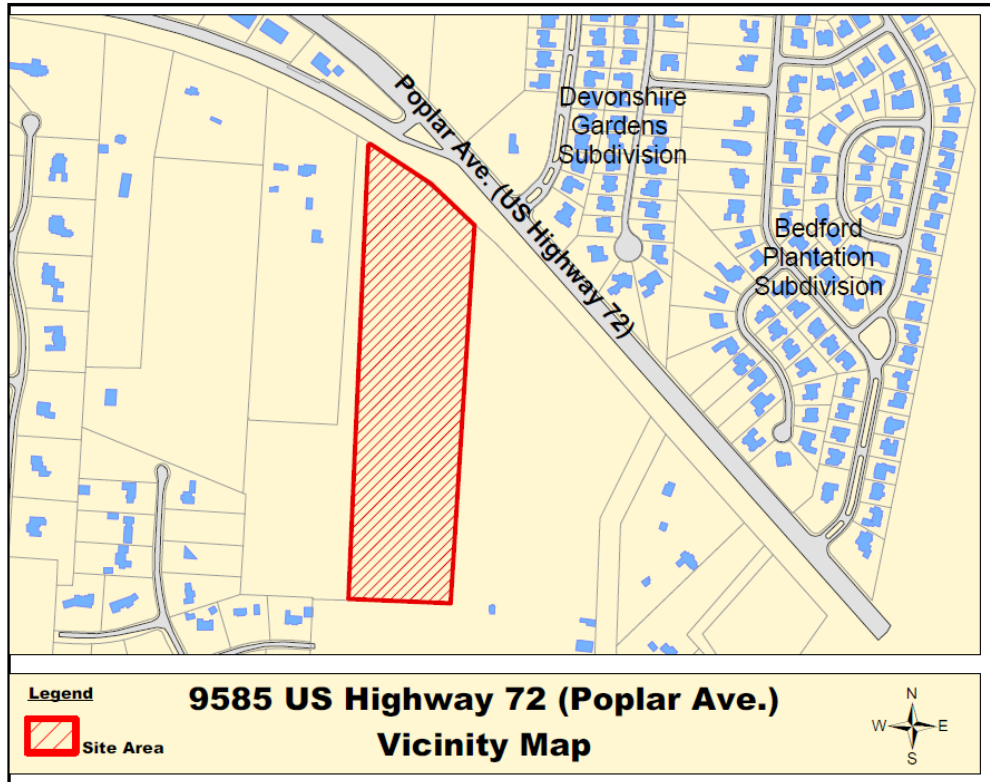 Poplar Ave. (US Highway 72)
Devonshire
Gardens
Subdivision
Bedford
Plantation
Subdivision
Legend
Site Area
9585 US Highway 72 (Poplar Ave.)
Vicinity Map
N
W
E
S